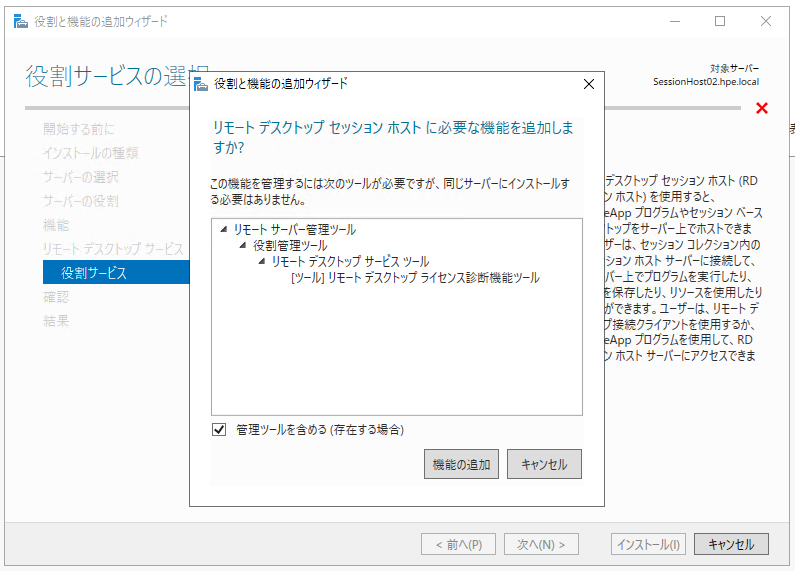 役割と機能の追加ウィザード
役割サービスの選択
対象サーバー
SessionHost02.hpe.local
開始する前に
インストールの種類
サーバーの選択
サーバーの役割
機能
リモート デスクトップ サービス
役割サービス
確認
結果
役割と機能の追加ウィザード
リモート デスクトップ セッション ホスト に必要な機能を追加しま
すか?
この機能を管理するには次のツールが必要ですが、同じサーバーにインストールす
る必要はありません。
リモート サーバー管理ツール
役割管理ツール
リモート デスクトップ サービス ツール
[ツール] リモート デスクトップ ライセンス診断機能ツール
管理ツールを含める (存在する場合)
機能の追加
キャンセル
デスクトップ セッション ホスト (RD
ン ホスト) を使用すると、
eApp プログラムやセッション ベース
トップをサーバー上でホストできま
ザーは、セッション コレクション内の
ション ホスト サーバーに接続して、
バー上でプログラムを実行したり、
を保存したり、リソースを使用したり
ができます。ユーザーは、リモート デ
プ接続クライアントを使用するか、
eApp プログラムを使用して、RD
ン ホスト サーバーにアクセスできま
< 前へ(P)
次へ(N) >
インストール(I)
キャンセル